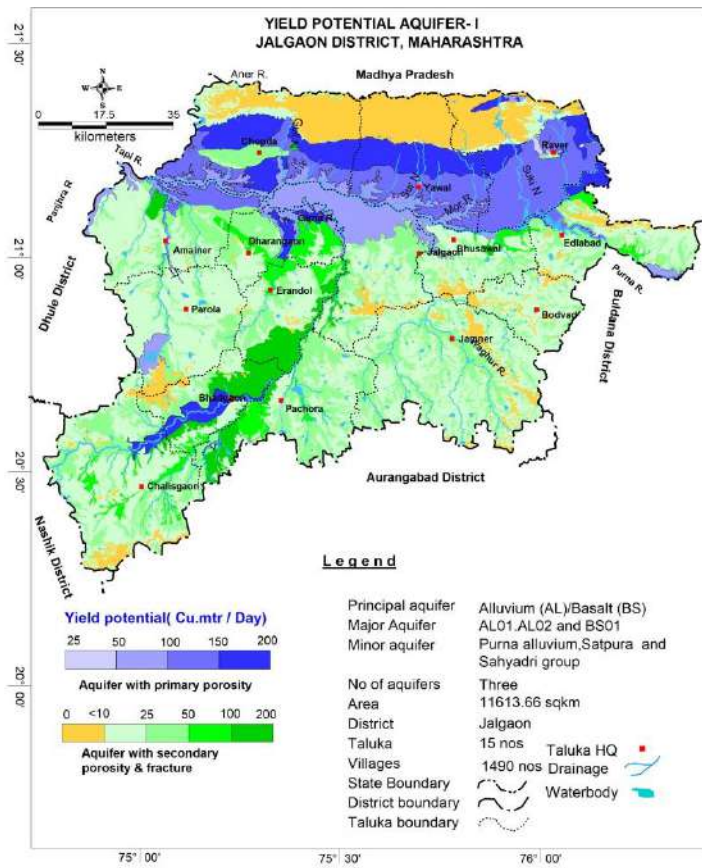 YIELD POTENTIAL AQUIFER- I
JALGAON DISTRICT, MAHARASHTRA
21° 30'
21° 00'
20° 30'
20° 00'
Aner R.
Madhya Pradesh
N
W E
S
0 17.5 35
kilometers
Tapi R.
Panjhra R
Chopda
Raver
Yawal
Suki N.
Mor R.
Amalner
Dharangaon
Girna R.
Jalgaon
Bhusawal
Edlabad
Purna R.
Dhule District
Erandol
Parola
Bodvad
Buldana District
Jamner
Waghur R.
Bhadgaon
Pachora
Aurangabad District
Chalisgaon
Nashik District
Legend
Principal aquifer Alluvium (AL)/Basalt (BS)
Major Aquifer AL01.AL02 and BS01
Minor aquifer Purna alluvium,Satpura and
Sahyadri group
No of aquifers Three
Area 11613.66 sqkm
District Jalgaon
Taluka 15 nos
Villages 1490 nos
State Boundary
District boundary
Taluka boundary
Taluka HQ
Drainage
Waterbody
Yield potential( Cu.mtr / Day)
25 50 100 150 200
Aquifer with primary porosity
0 <10 25 50 100 200
Aquifer with secondary
porosity & fracture
75° 00' 75° 30' 76° 00'